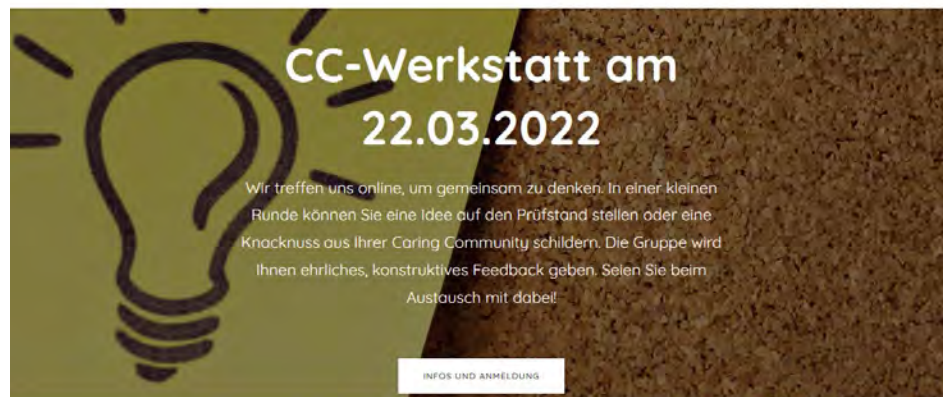 CC-Werkstatt am
22.03.2022
Wir treffen uns online, um gemeinsam zu denken. In einer kleinen
Runde können Sie eine Idee auf den Prüfstand stellen oder eine
Knacknuss aus Ihrer Caring Community schildern. Die Gruppe wird
Ihnen ehrliches, konstruktives Feedback geben. Seien Sie beim
Austausch mit dabei!
INFOS UND ANMELDUNG